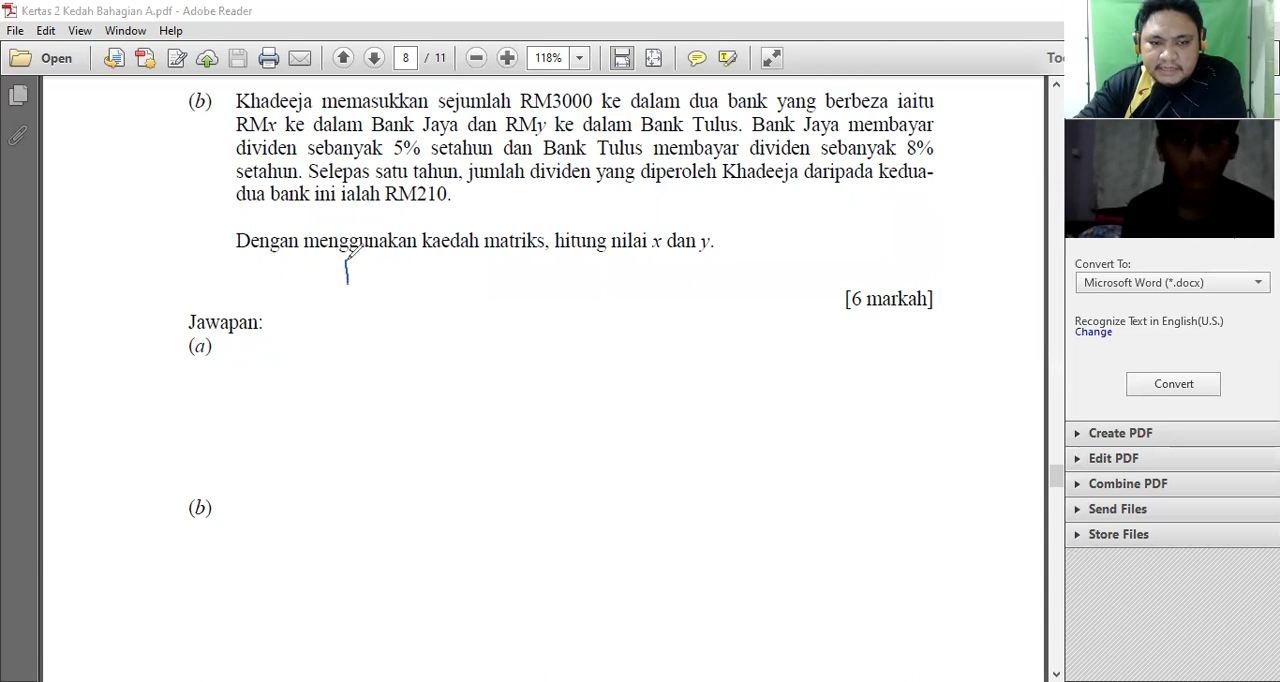 Kertas 2 Kedah Bahagian A.pdf - Adobe Reader
File Edit View Window Help
Open 8 / 11 118% To
(b) Khadeeja memasukkan sejumlah RM3000 ke dalam dua bank yang berbeza iaitu
RMx ke dalam Bank Jaya dan RMy ke dalam Bank Tulus. Bank Jaya membayar
dividen sebanyak 5% setahun dan Bank Tulus membayar dividen sebanyak 8%
setahun. Selepas satu tahun, jumlah dividen yang diperoleh Khadeeja daripada kedua-
dua bank ini ialah RM210.
Dengan menggunakan kaedah matriks, hitung nilai x dan y.
[6 markah]
Jawapan:
(a)
(b)
Convert To:
Microsoft Word (*.docx)
Recognize Text in English(U.S.)
Change
Convert
Create PDF
Edit PDF
Combine PDF
Send Files
Store Files